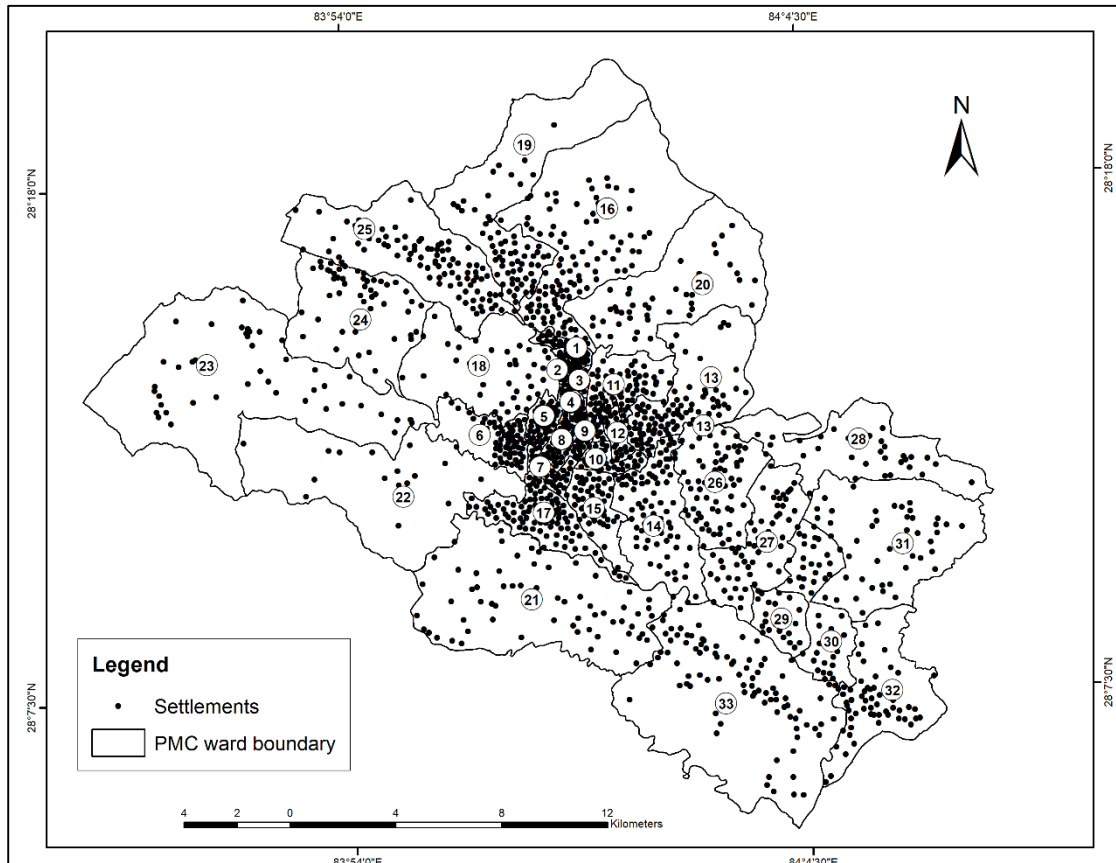 83°54'0"E 84°4'30"E
N
19
28°18'0"N 28°18'0"N
16
25
20
24
1
23 18 2
3 11 13
4
5
6 9 12 13
8 28
10
7
22 26
17 15
14 27 31
21
29
30
Legend
32
Settlements
33
28°7'30"N 28°7'30"N
PMC ward boundary
4 2 0 4 8 12
Kilometers
83°54'0"E 84°4'30"E